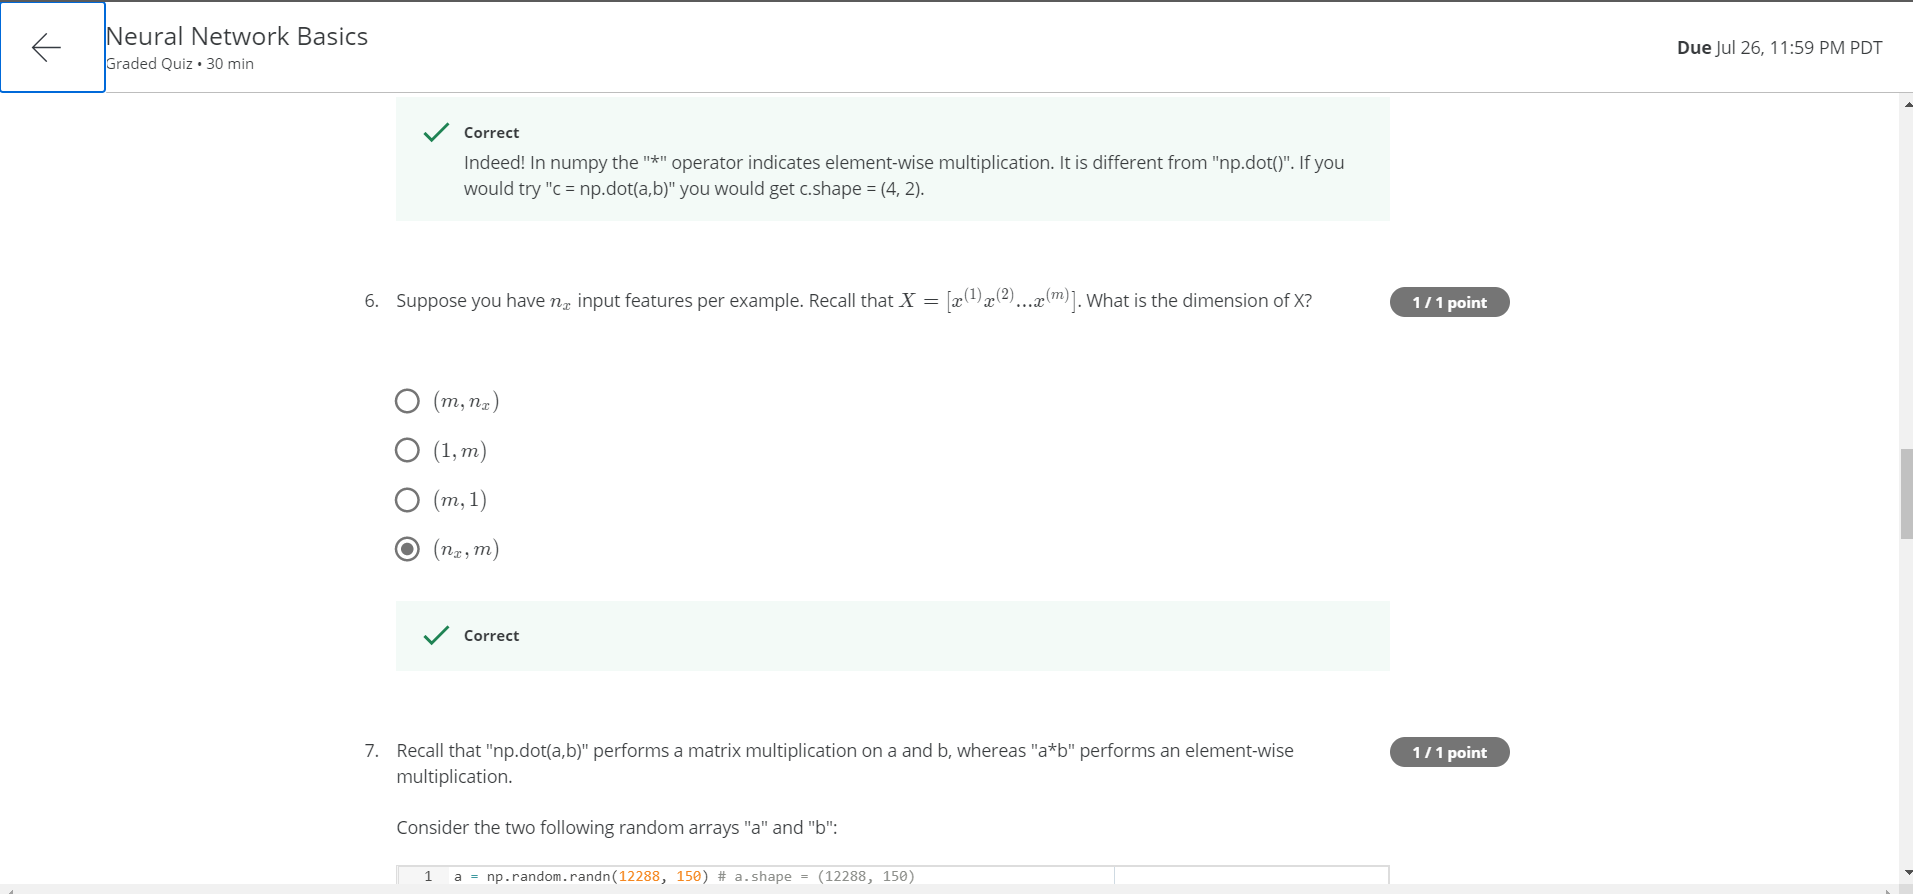 Neural Network Basics
Graded Quiz • 30 min
Due Jul 26, 11:59 PM PDT
Correct
Indeed! In numpy the "*" operator indicates element-wise multiplication. It is different from "np.dot()". If you
would try "c = np.dot(a,b)" you would get c.shape = (4, 2).
6. Suppose you have n_x input features per example. Recall that X = [x^(1)x^(2)...x^(m)]. What is the dimension of X?
1 / 1 point
(m, n_x)
(1, m)
(m, 1)
(n_x, m)
Correct
7. Recall that "np.dot(a,b)" performs a matrix multiplication on a and b, whereas "a*b" performs an element-wise
multiplication.
1 / 1 point
Consider the two following random arrays "a" and "b":
1 a = np.random.randn(12288, 150) # a.shape = (12288, 150)